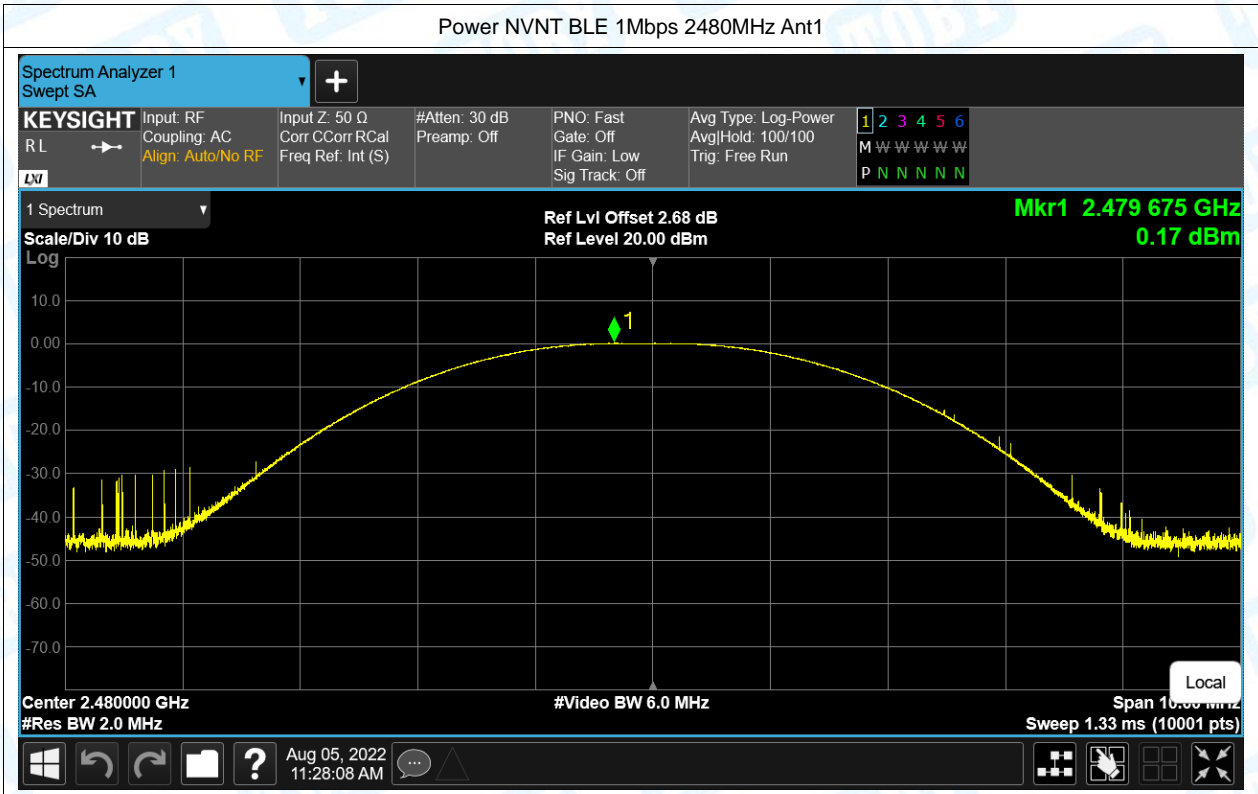 Power NVNT BLE 1Mbps 2480MHz Ant1
Spectrum Analyzer 1
Swept SA
KEYSIGHT
RL
LXI
Input: RF
Coupling: AC
Align: Auto/No RF
Input Z: 50 Ω
Corr CCorr RCal
Freq Ref: Int (S)
#Atten: 30 dB
Preamp: Off
PNO: Fast
Gate: Off
IF Gain: Low
Sig Track: Off
Avg Type: Log-Power
Avg|Hold: 100/100
Trig: Free Run
1 2 3 4 5 6
M W W W W W
P N N N N N
1 Spectrum
Scale/Div 10 dB
Ref Lvl Offset 2.68 dB
Ref Level 20.00 dBm
Mkr1 2.479 675 GHz
0.17 dBm
Log
10.0
0.00
-10.0
-20.0
-30.0
-40.0
-50.0
-60.0
-70.0
1
Local
Center 2.480000 GHz
#Video BW 6.0 MHz
Span 10.00 MHz
#Res BW 2.0 MHz
Sweep 1.33 ms (10001 pts)
?
Aug 05, 2022
11:28:08 AM